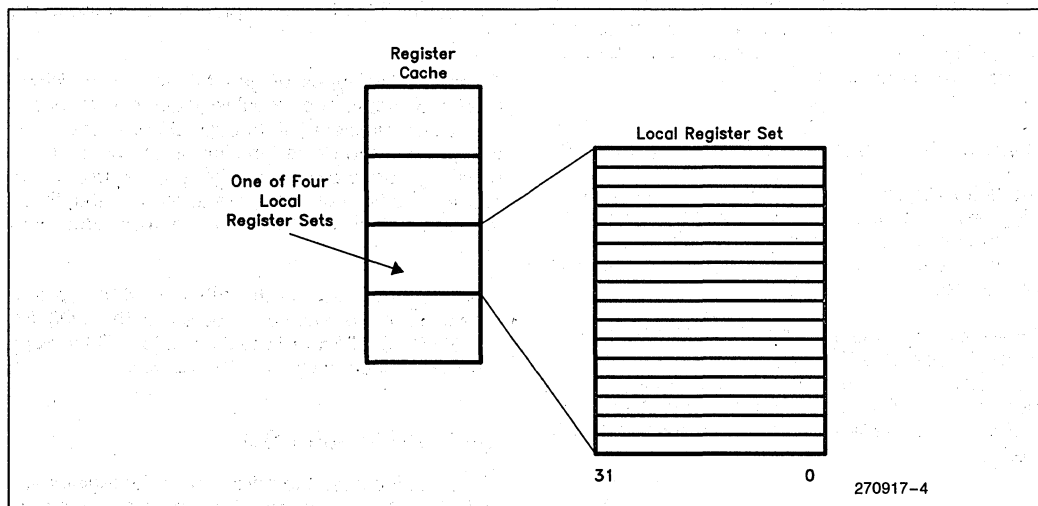 Register
Cache
Local Register Set
One of Four
Local
Register Sets
31 0
270917-4